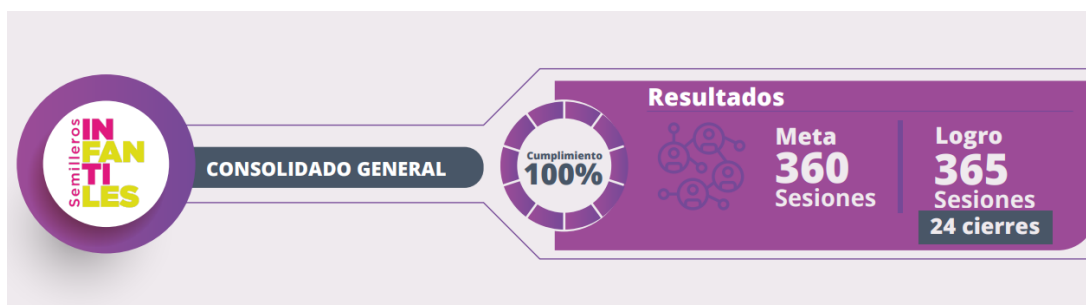 Semilleros
IN
FAN
TI
LES
CONSOLIDADO GENERAL
Cumplimiento
100%
Resultados
Meta
360
Sesiones
Logro
365
Sesiones
24 cierres